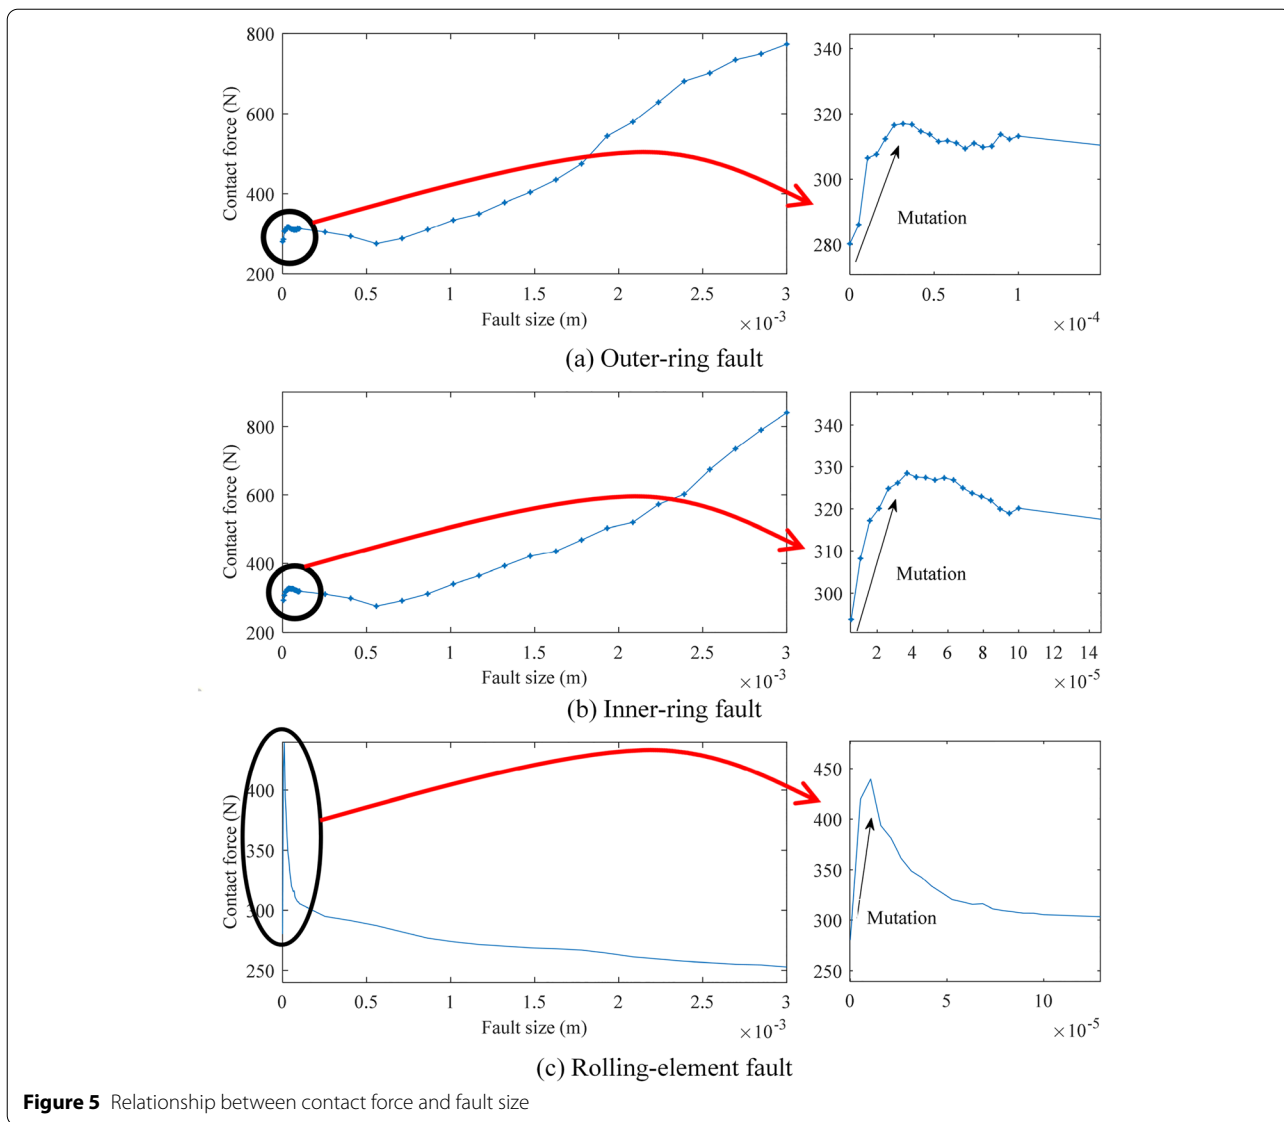 800
600
400
200
Contact force (N)
0 0.5 1 1.5 2 2.5 3
Fault size (m)
×10⁻³
340
320
300
280
Mutation
0 0.5 1
×10⁻⁴
(a) Outer-ring fault
800
600
400
200
Contact force (N)
0 0.5 1 1.5 2 2.5 3
Fault size (m)
×10⁻³
340
330
320
310
300
Mutation
2 4 6 8 10 12 14
×10⁻⁵
(b) Inner-ring fault
400
350
300
250
Contact force (N)
0 0.5 1 1.5 2 2.5 3
Fault size (m)
×10⁻³
450
400
350
300
250
Mutation
0 5 10
×10⁻⁵
(c) Rolling-element fault
Figure 5 Relationship between contact force and fault size